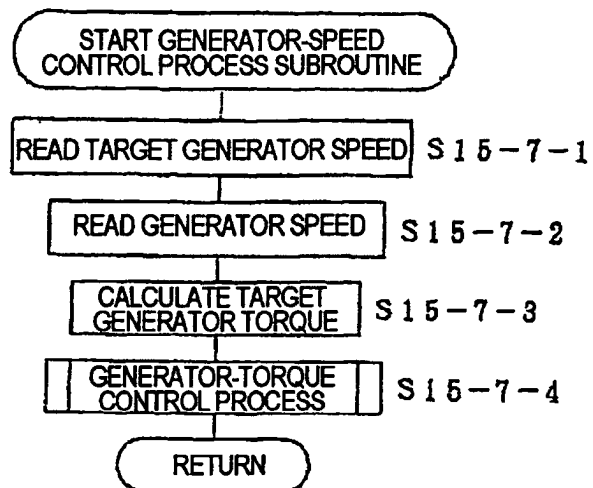 START GENERATOR-SPEED
CONTROL PROCESS SUBROUTINE
READ TARGET GENERATOR SPEED S15-7-1
READ GENERATOR SPEED S15-7-2
CALCULATE TARGET
GENERATOR TORQUE S15-7-3
GENERATOR-TORQUE
CONTROL PROCESS S15-7-4
RETURN